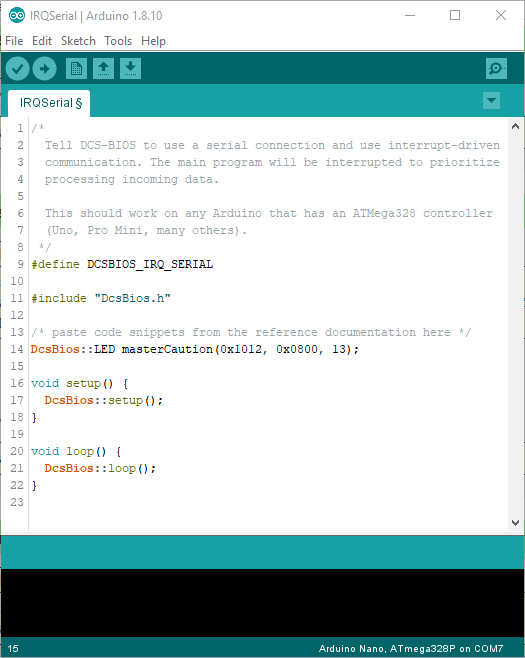 IRQSerial | Arduino 1.8.10
File Edit Sketch Tools Help
IRQSerial §
1 /*
2 Tell DCS-BIOS to use a serial connection and use interrupt-driven
3 communication. The main program will be interrupted to prioritize
4 processing incoming data.
5
6 This should work on any Arduino that has an ATMega328 controller
7 (Uno, Pro Mini, many others).
8 */
9 #define DCSBIOS_IRQ_SERIAL
10
11 #include "DcsBios.h"
12
13 /* paste code snippets from the reference documentation here */
14 DcsBios::LED masterCaution(0x1012, 0x0800, 13);
15
16 void setup() {
17 DcsBios::setup();
18 }
19
20 void loop() {
21 DcsBios::loop();
22 }
23
15 Arduino Nano, ATmega328P on COM7